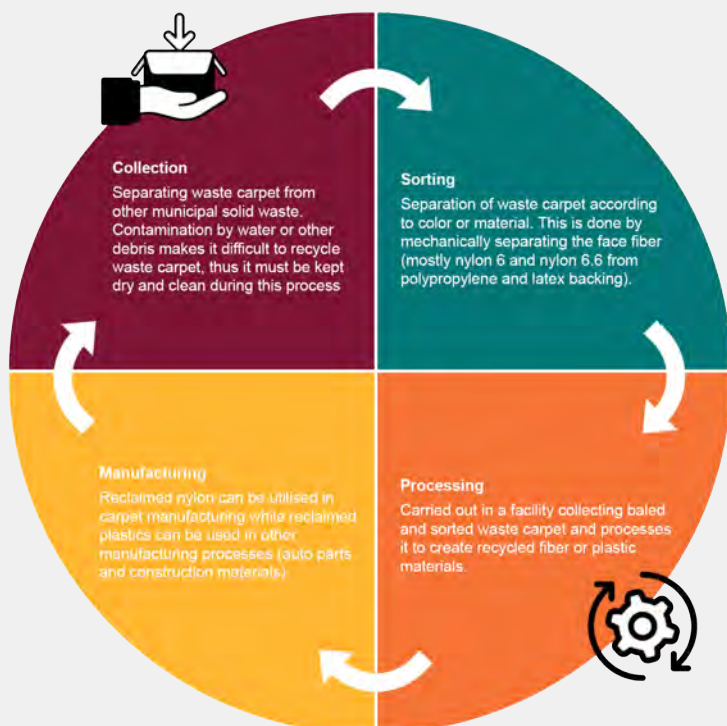 Collection
Separating waste carpet from
other municipal solid waste.
Contamination by water or other
debris makes it difficult to recycle
waste carpet, thus it must be kept
dry and clean during this process
Sorting
Separation of waste carpet according
to color or material. This is done by
mechanically separating the face fiber
(mostly nylon 6 and nylon 6.6 from
polypropylene and latex backing).
Processing
Carried out in a facility collecting baled
and sorted waste carpet and processes
it to create recycled fiber or plastic
materials.
Manufacturing
Reclaimed nylon can be utilised in
carpet manufacturing while reclaimed
plastics can be used in other
manufacturing processes (auto parts
and construction materials)